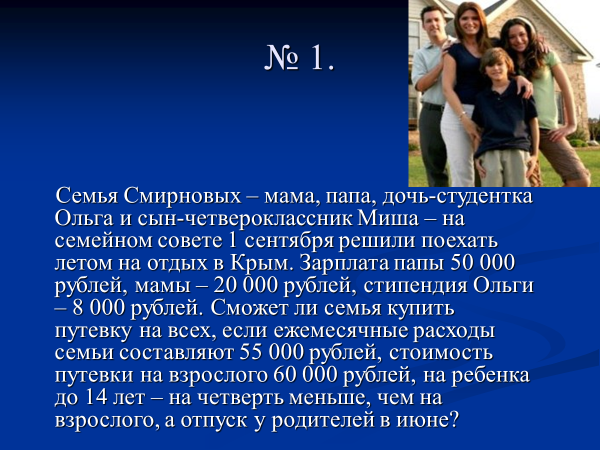 № 1.
Семья Смирновых – мама, папа, дочь-студентка
Ольга и сын-четвероклассник Миша – на
семейном совете 1 сентября решили поехать
летом на отдых в Крым. Зарплата папы 50 000
рублей, мамы – 20 000 рублей, стипендия Ольги
– 8 000 рублей. Сможет ли семья купить
путевку на всех, если ежемесячные расходы
семьи составляют 55 000 рублей, стоимость
путевки на взрослого 60 000 рублей, на ребенка
до 14 лет – на четверть меньше, чем на
взрослого, а отпуск у родителей в июне?